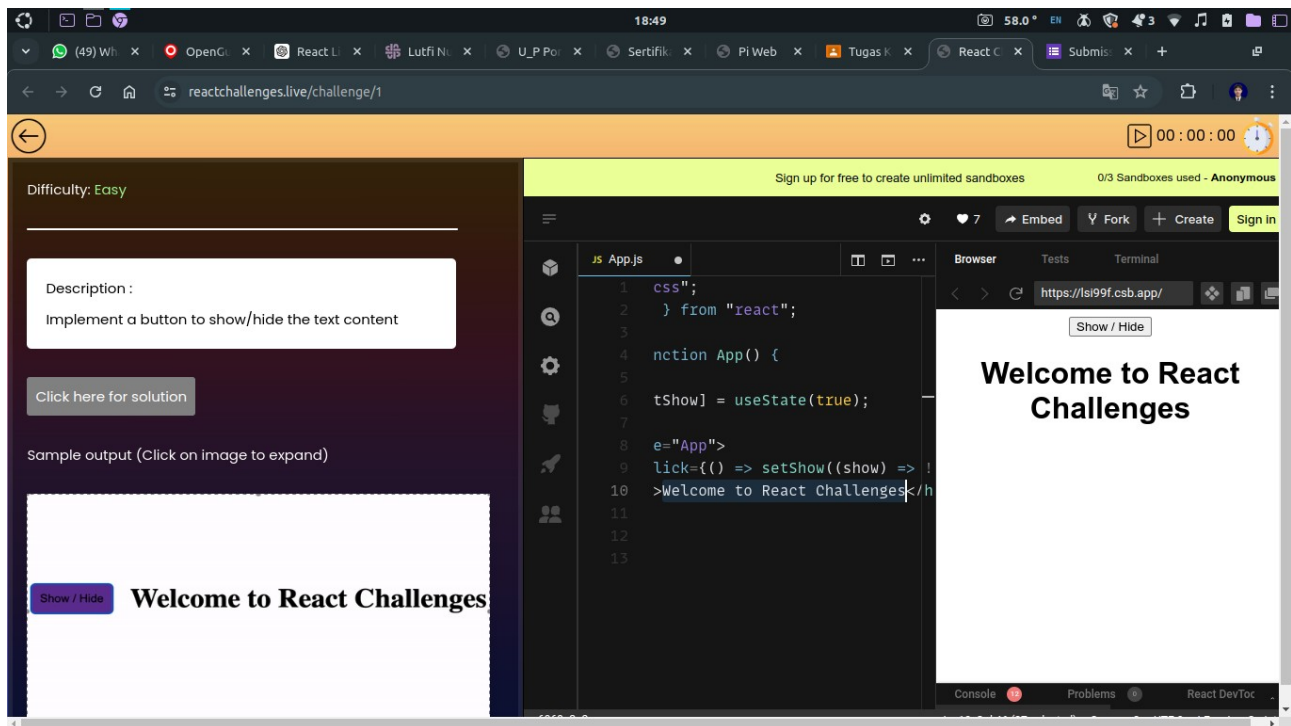 18:49
58.0° EN 3
(49) Wh
OpenGu
React Li
Lutfi Nu
U_P Por
Sertifik
Pi Web
Tugas K
React C
Submis
reactchallenges.live/challenge/1
00 : 00 : 00
Difficulty: Easy
Description :
Implement a button to show/hide the text content
Click here for solution
Sample output (Click on image to expand)
Show / Hide
Welcome to React Challenges
Sign up for free to create unlimited sandboxes
0/3 Sandboxes used - Anonymous
7
Embed
Fork
Create
Sign in
JS App.js
1 css";
2 } from "react";
3
4 nction App() {
5
6 tShow] = useState(true);
7
8 e="App">
9 lick={() => setShow((show) => !
10 >Welcome to React Challenges</h
11
12
13
Browser
Tests
Terminal
https://lsi99f.csb.app/
Show / Hide
Welcome to React
Challenges
Console 12
Problems 0
React DevToc